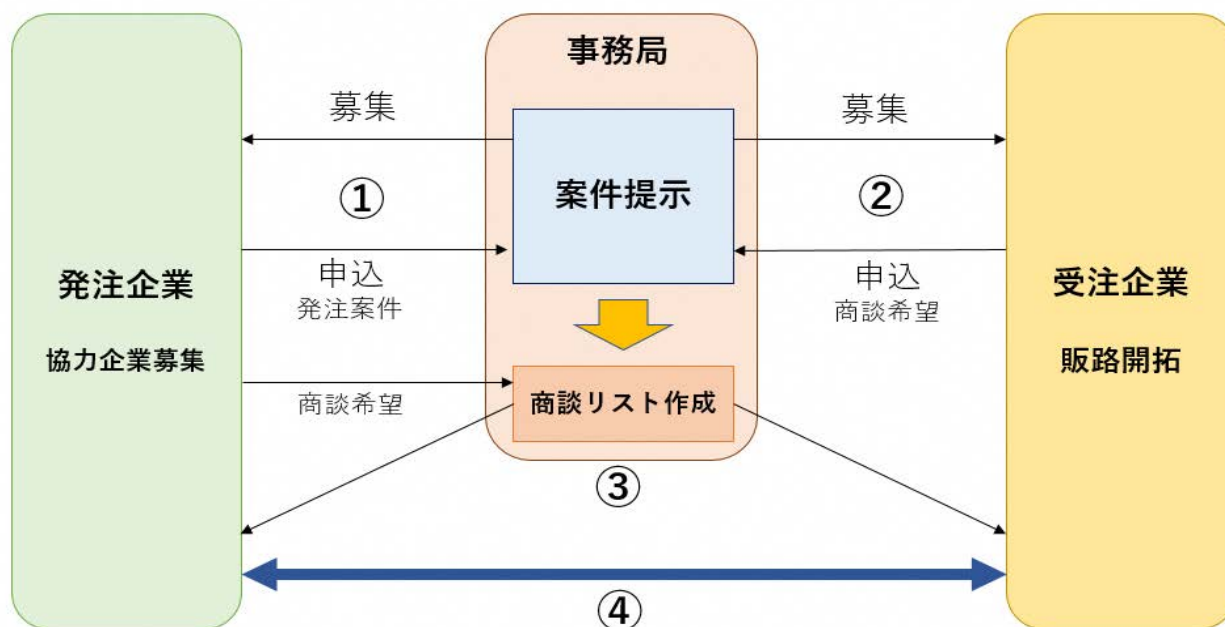 事務局
募集
募集
①
案件提示
②
発注企業
協力企業募集
申込
発注案件
申込
商談希望
受注企業
販路開拓
商談希望
商談リスト作成
③
④